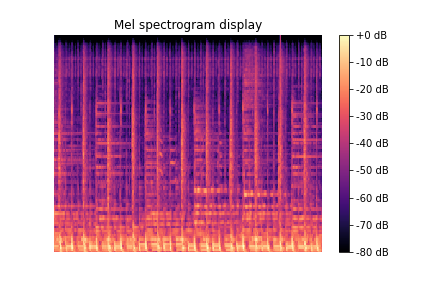 Mel spectrogram display
+0 dB
-10 dB
-20 dB
-30 dB
-40 dB
-50 dB
-60 dB
-70 dB
-80 dB